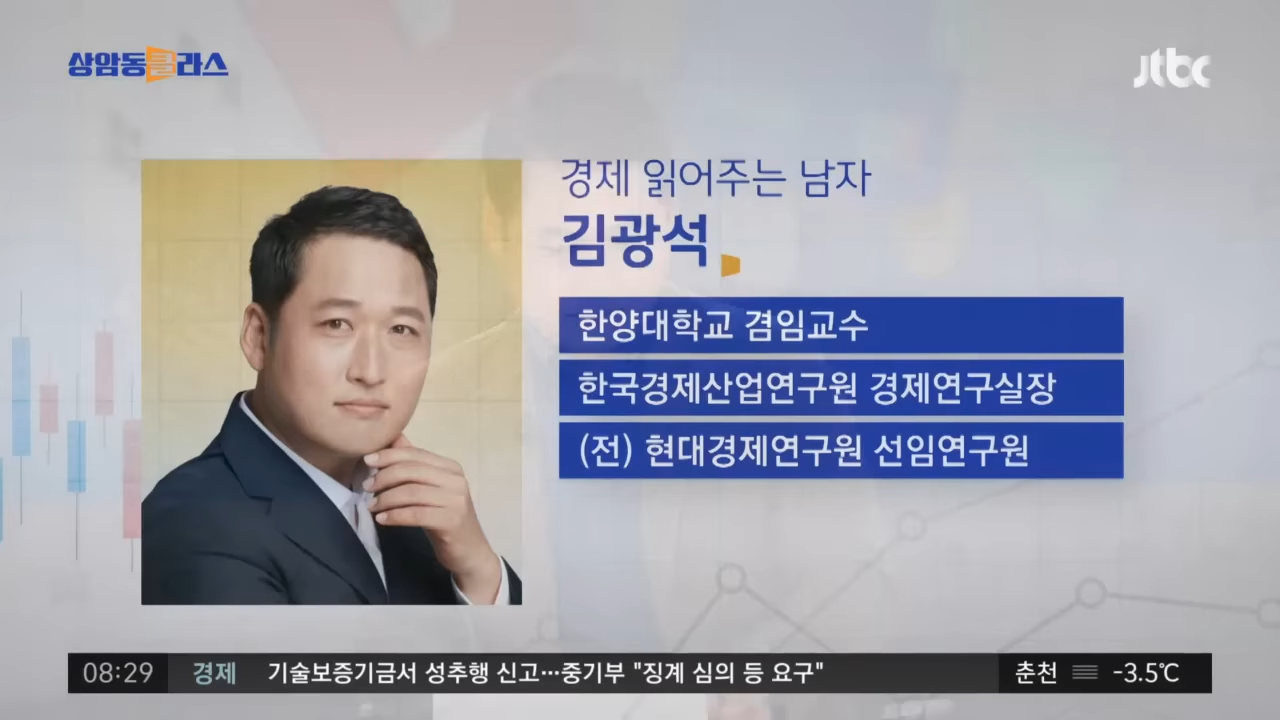 상암동클라스
jtbc
경제 읽어주는 남자
김광석
한양대학교 겸임교수
한국경제산업연구원 경제연구실장
(전) 현대경제연구원 선임연구원
08:29 경제 기술보증기금서 성추행 신고…중기부 "징계 심의 등 요구" 춘천 -3.5℃